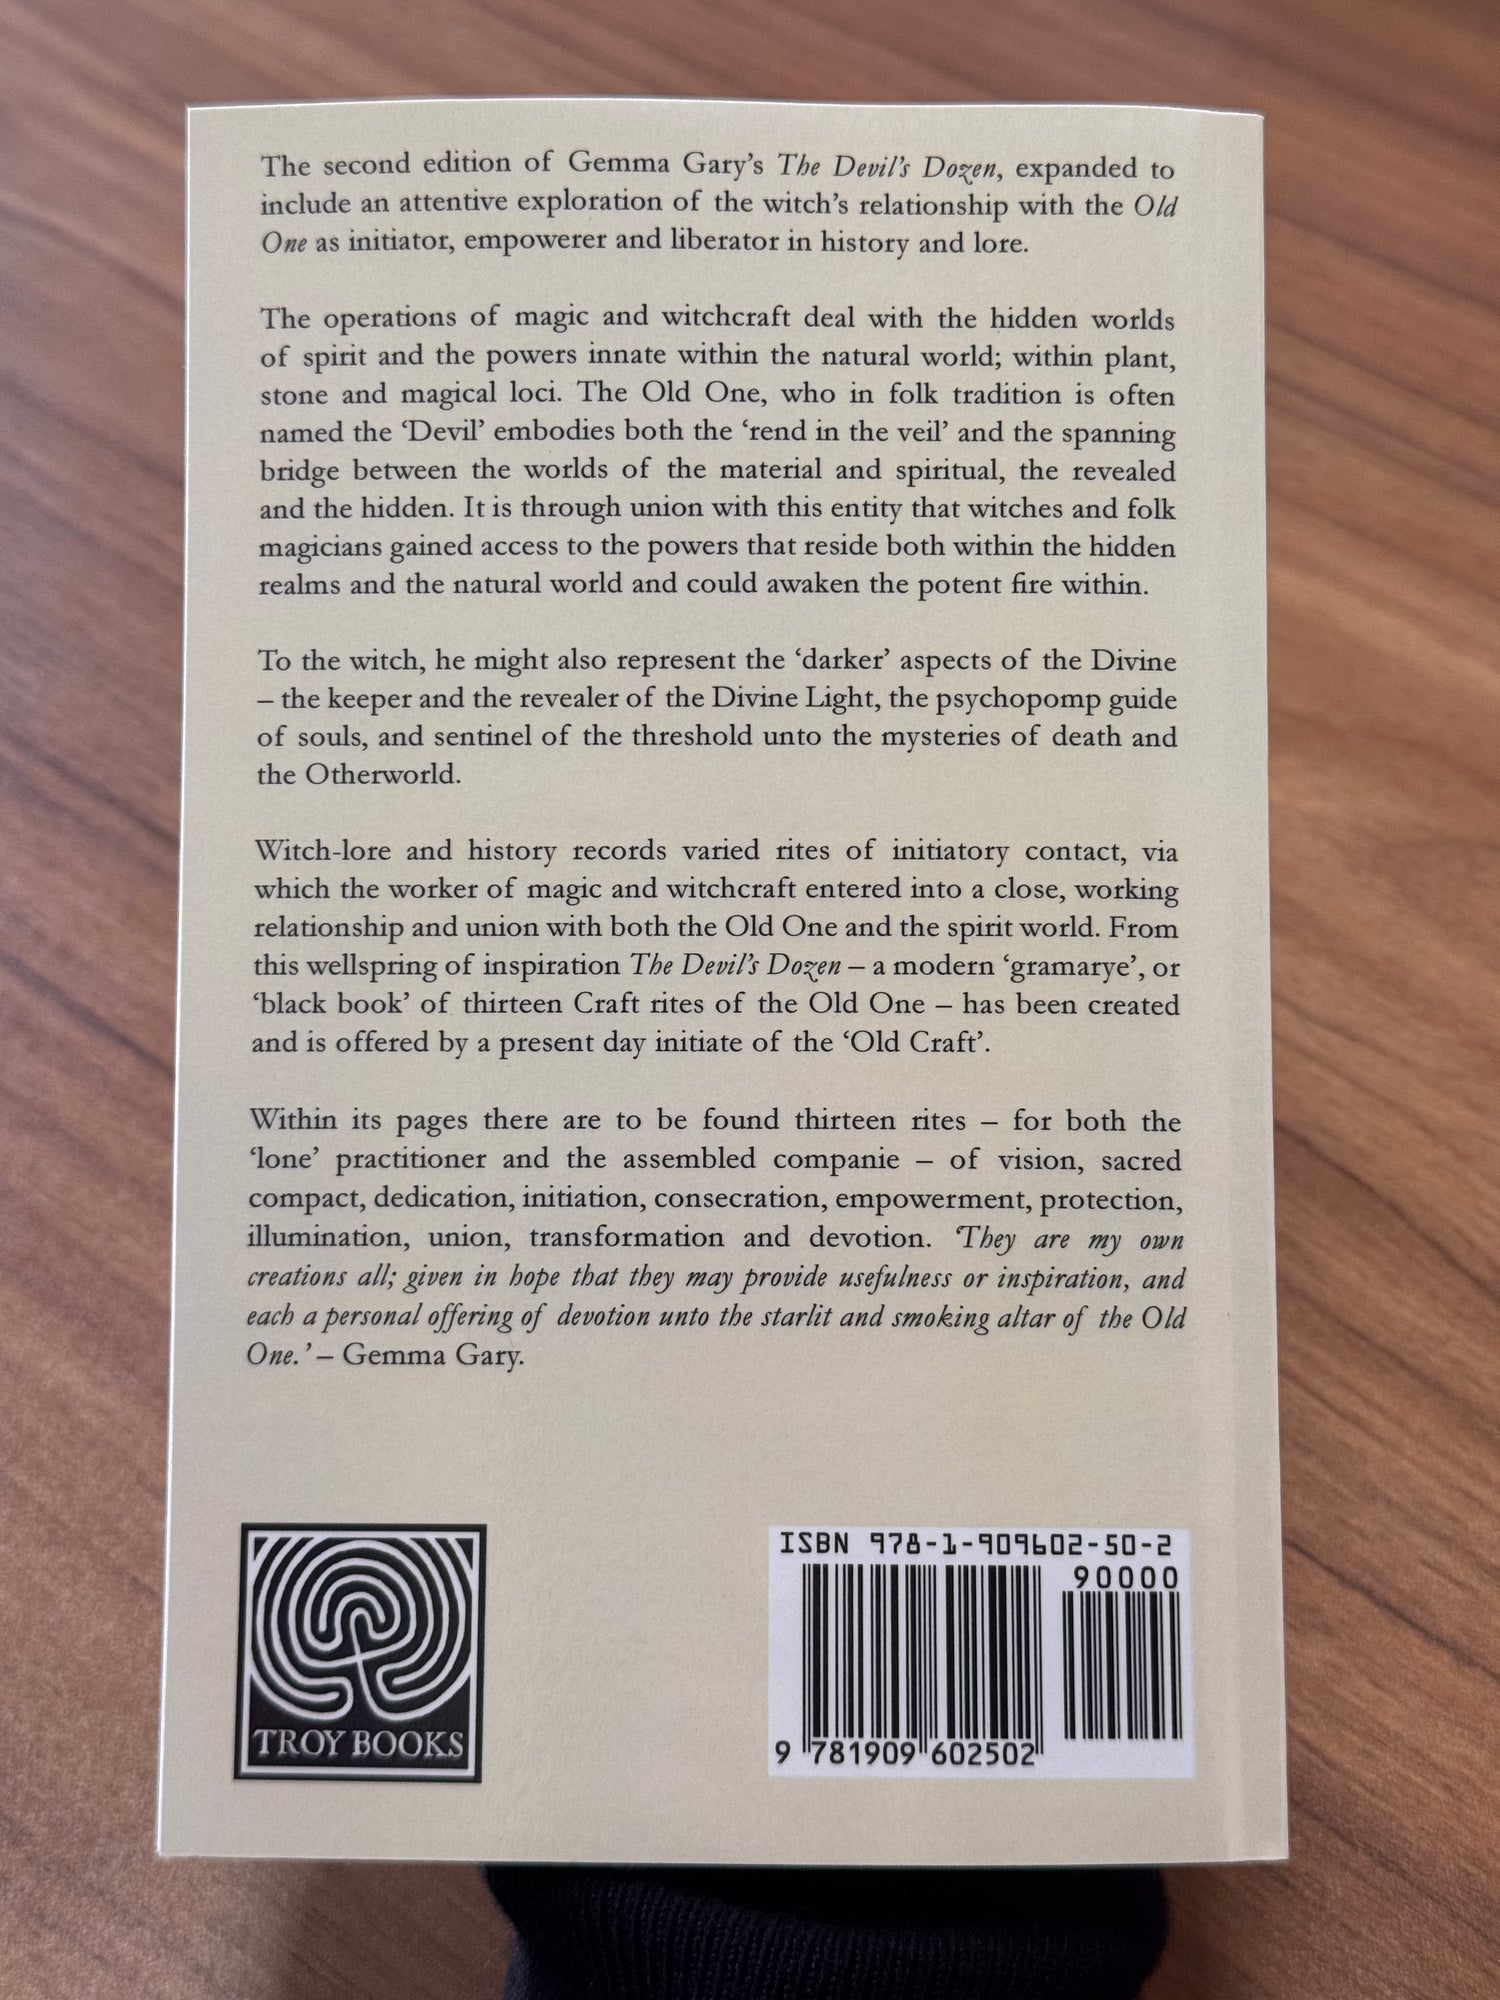 The second edition of Gemma Gary's The Devil's Dozen, expanded to
include an attentive exploration of the witch's relationship with the Old
One as initiator, empowerer and liberator in history and lore.
The operations of magic and witchcraft deal with the hidden worlds
of spirit and the powers innate within the natural world; within plant,
stone and magical loci. The Old One, who in folk tradition is often
named the ‘Devil’ embodies both the ‘rend in the veil’ and the spanning
bridge between the worlds of the material and spiritual, the revealed
and the hidden. It is through union with this entity that witches and folk
magicians gained access to the powers that reside both within the hidden
realms and the natural world and could awaken the potent fire within.
To the witch, he might also represent the ‘darker’ aspects of the Divine
– the keeper and the revealer of the Divine Light, the psychopomp guide
of souls, and sentinel of the threshold unto the mysteries of death and
the Otherworld.
Witch-lore and history records varied rites of initiatory contact, via
which the worker of magic and witchcraft entered into a close, working
relationship and union with both the Old One and the spirit world. From
this wellspring of inspiration The Devil's Dozen – a modern ‘gramarye’, or
‘black book’ of thirteen Craft rites of the Old One – has been created
and is offered by a present day initiate of the ‘Old Craft’.
Within its pages there are to be found thirteen rites – for both the
‘lone’ practitioner and the assembled companie – of vision, sacred
compact, dedication, initiation, consecration, empowerment, protection,
illumination, union, transformation and devotion. ‘They are my own
creations all; given in hope that they may provide usefulness or inspiration, and
each a personal offering of devotion unto the starlit and smoking altar of the Old
One.’ – Gemma Gary.
TROY BOOKS
ISBN 978-1-909602-50-2
90000
9 781909 602502